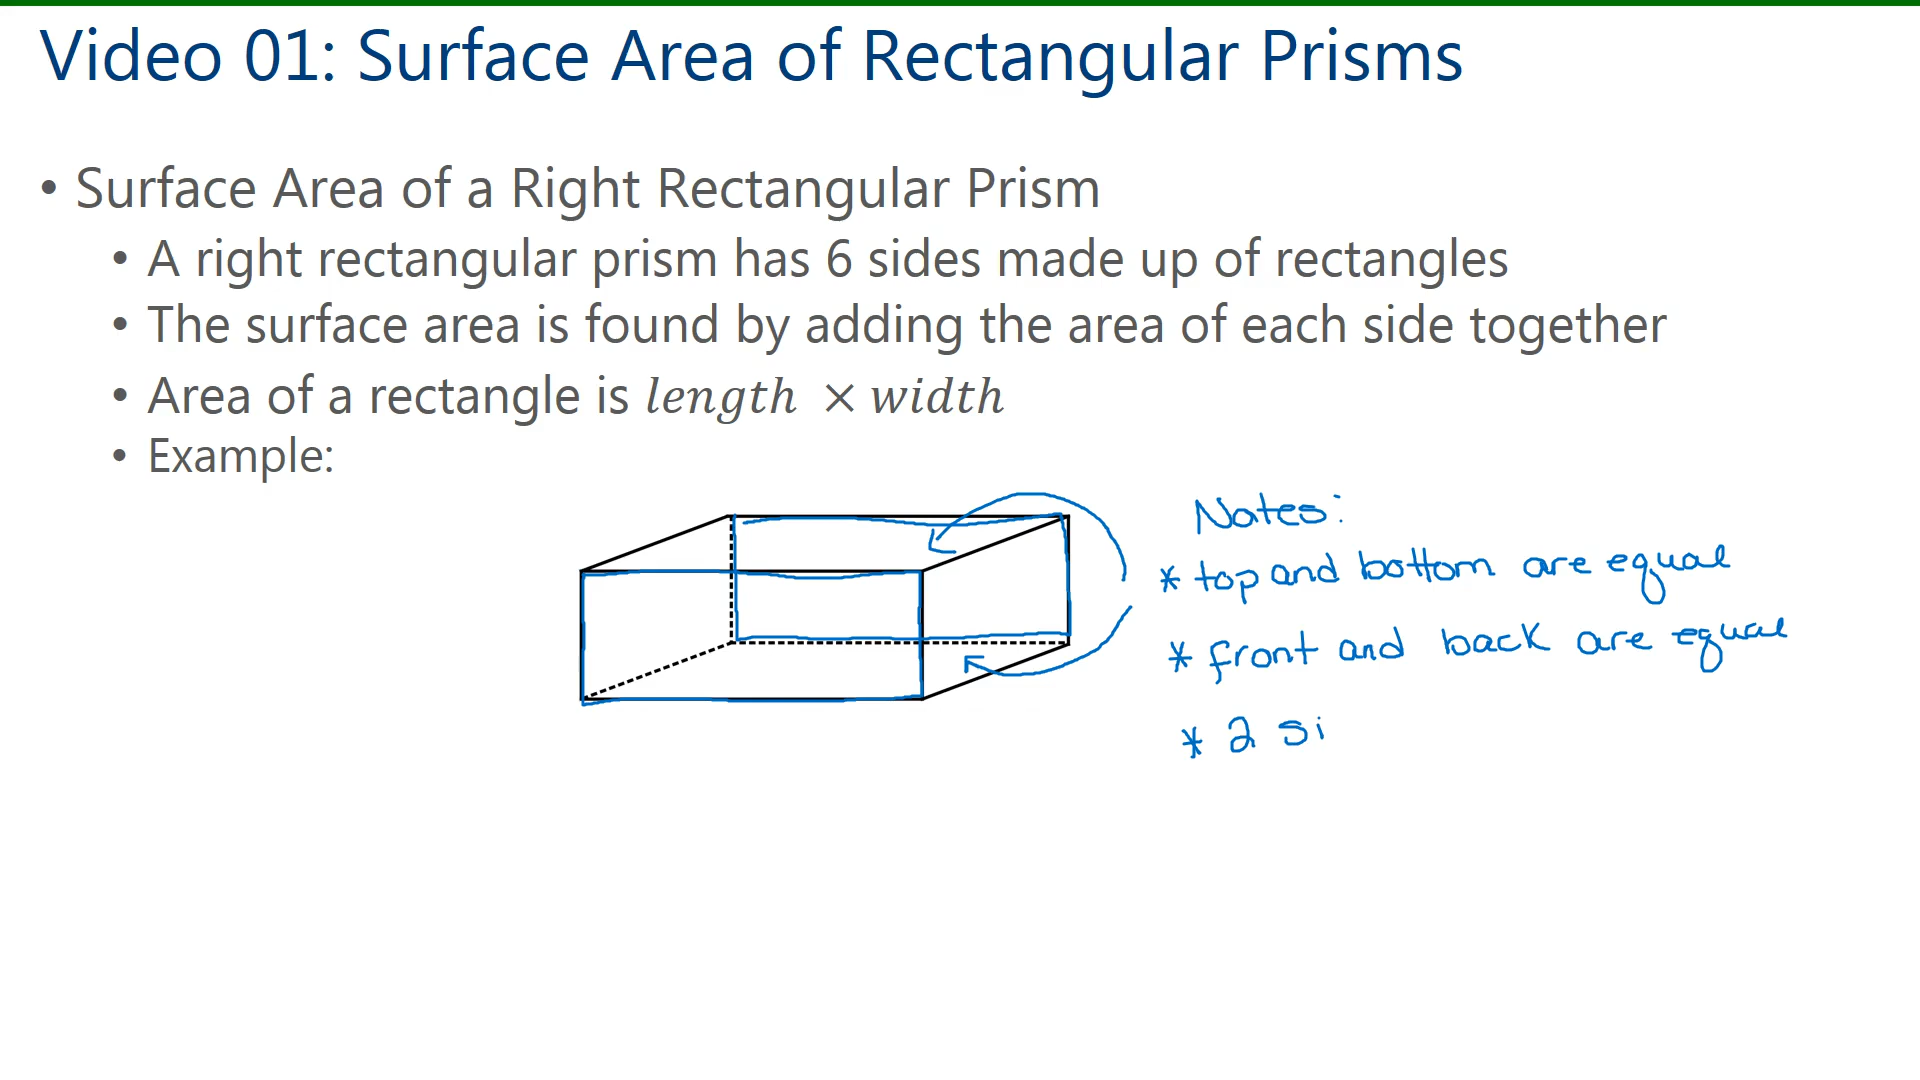 Video 01: Surface Area of Rectangular Prisms
• Surface Area of a Right Rectangular Prism
• A right rectangular prism has 6 sides made up of rectangles
• The surface area is found by adding the area of each side together
• Area of a rectangle is length × width
• Example:
Notes:
* top and bottom are equal
* front and back are equal
* 2 si